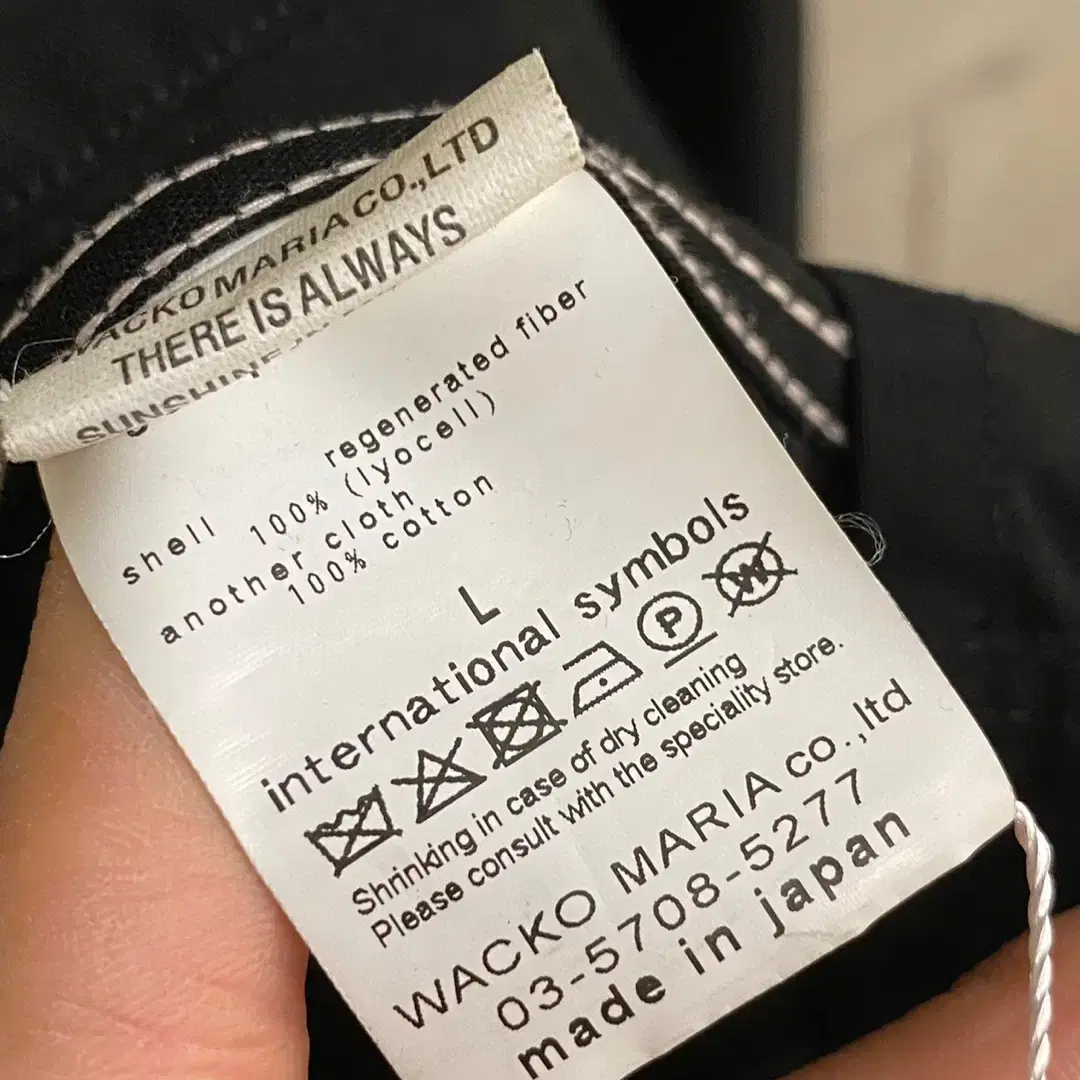 WACKO MARIA CO.,LTD
THERE IS ALWAYS
SUNSHINE
regenerated fiber
shell 100% (lyocell)
another cloth
100% cotton
L
international symbols
P W
Shrinking in case of dry cleaning
Please consult with the speciality store.
WACKO MARIA co.,ltd
03-5708-5277
made in japan